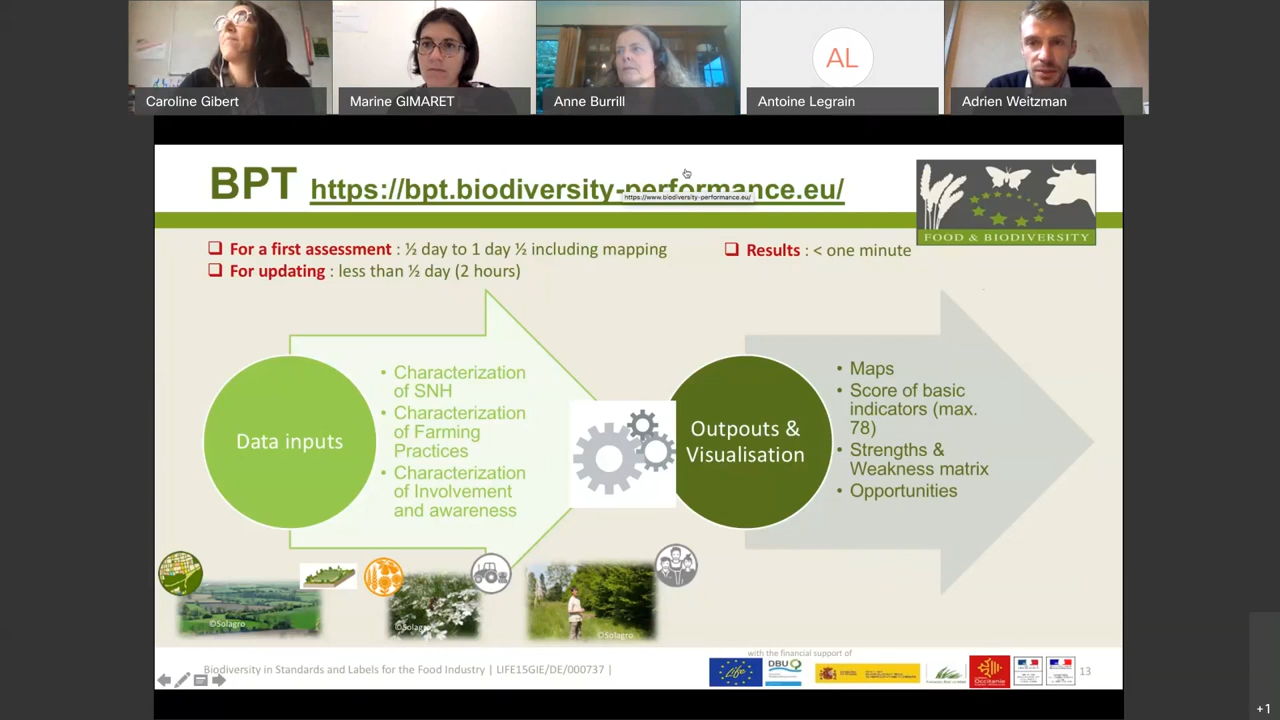 Caroline Gibert
Marine GIMARET
Anne Burrill
AL
Antoine Legrain
Adrien Weitzman
BPT https://bpt.biodiversity-performance.eu/
https://www.biodiversity-performance.eu/
FOOD & BIODIVERSITY
For a first assessment : ½ day to 1 day ½ including mapping
For updating : less than ½ day (2 hours)
Results : < one minute
Data inputs
• Characterization
of SNH
• Characterization
of Farming
Practices
• Characterization
of Involvement
and awareness
Outpouts &
Visualisation
• Maps
• Score of basic
indicators (max.
78)
• Strengths &
Weakness matrix
• Opportunities
©Solagro
©Solagro
©Solagro
with the financial support of
Biodiversity in Standards and Labels for the Food Industry | LIFE15GIE/DE/000737 |
Life
DBU
Occitanie
13
+1